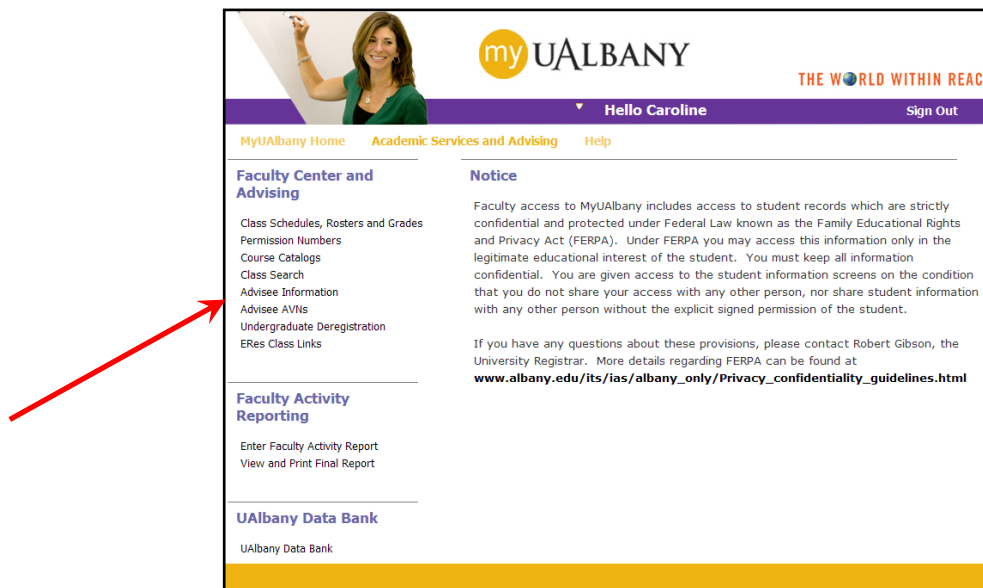 my UALBANY
THE WORLD WITHIN REAC
Hello Caroline
Sign Out
MyUAlbany Home
Academic Services and Advising
Help
Faculty Center and
Advising
Class Schedules, Rosters and Grades
Permission Numbers
Course Catalogs
Class Search
Advisee Information
Advisee AVNs
Undergraduate Deregistration
ERes Class Links
Faculty Activity
Reporting
Enter Faculty Activity Report
View and Print Final Report
UAlbany Data Bank
UAlbany Data Bank
Notice
Faculty access to MyUAlbany includes access to student records which are strictly
confidential and protected under Federal Law known as the Family Educational Rights
and Privacy Act (FERPA). Under FERPA you may access this information only in the
legitimate educational interest of the student. You must keep all information
confidential. You are given access to the student information screens on the condition
that you do not share your access with any other person, nor share student information
with any other person without the explicit signed permission of the student.
If you have any questions about these provisions, please contact Robert Gibson, the
University Registrar. More details regarding FERPA can be found at
www.albany.edu/its/ias/albany_only/Privacy_confidentiality_guidelines.html